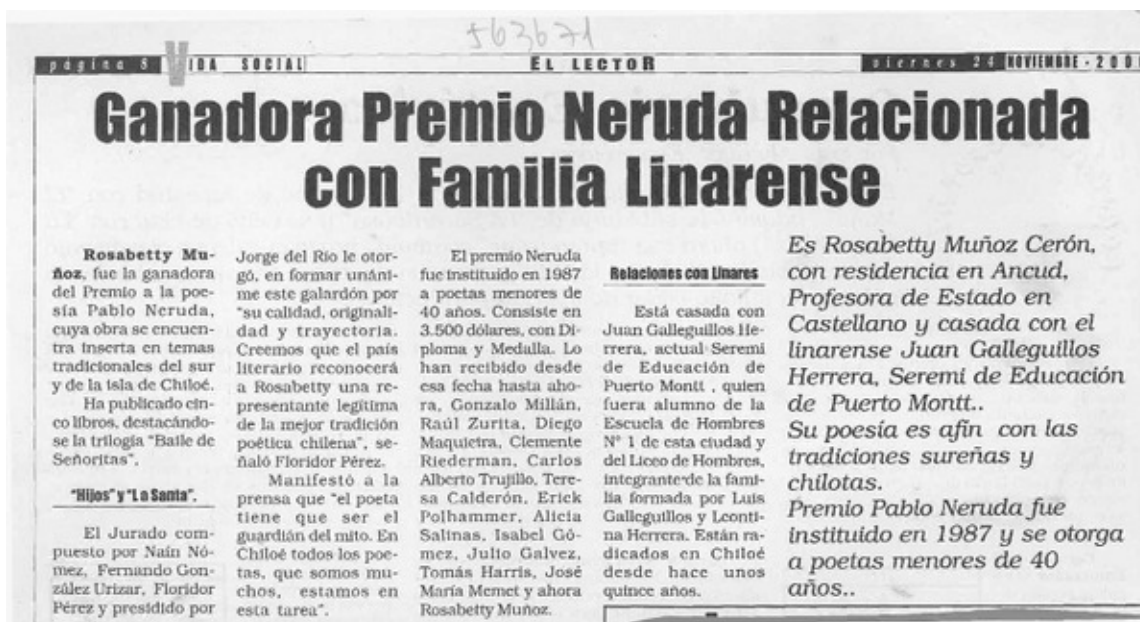 563671
página 8 VIDA SOCIAL
EL LECTOR
viernes 24 NOVIEMBRE - 200
Ganadora Premio Neruda Relacionada
con Familia Linarense
Rosabetty Mu-
ñoz, fue la ganadora
del Premio a la poe-
sía Pablo Neruda,
cuya obra se encuen-
tra inserta en temas
tradicionales del sur
y de la isla de Chiloé.
Ha publicado cin-
co libros, destacándo-
se la trilogía "Baile de
Señoritas".
"Hijos" y "La Santa".
El Jurado com-
puesto por Naín Nó-
mez, Fernando Gon-
zález Urizar, Floridor
Pérez y presidido por
Jorge del Río le otor-
gó, en formar unáni-
me este galardón por
"su calidad, originali-
dad y trayectoria.
Creemos que el país
literario reconocerá
a Rosabetty una re-
presentante legítima
de la mejor tradición
poética chilena", se-
ñaló Floridor Pérez.
Manifestó a la
prensa que "el poeta
tiene que ser el
guardián del mito. En
Chiloé todos los poe-
tas, que somos mu-
chos, estamos en
esta tarea".
El premio Neruda
fue instituido en 1987
a poetas menores de
40 años. Consiste en
3.500 dólares, con Di-
ploma y Medalla. Lo
han recibido desde
esa fecha hasta aho-
ra, Gonzalo Millán,
Raúl Zurita, Diego
Maquieira, Clemente
Riederman, Carlos
Alberto Trujillo, Tere-
sa Calderón, Erick
Polhammer, Alicia
Salinas, Isabel Gó-
mez, Julio Galvez,
Tomás Harris, José
María Memet y ahora
Rosabetty Muñoz.
Relaciones con Linares
Está casada con
Juan Galleguillos He-
rrera, actual Seremi
de Educación de
Puerto Montt , quien
fuera alumno de la
Escuela de Hombres
Nº 1 de esta ciudad y
del Liceo de Hombres,
integrante de la fami-
lia formada por Luis
Galleguillos y Leonti-
na Herrera. Están ra-
dicados en Chiloé
desde hace unos
quince años.
Es Rosabetty Muñoz Cerón,
con residencia en Ancud,
Profesora de Estado en
Castellano y casada con el
linarense Juan Galleguillos
Herrera, Seremi de Educación
de Puerto Montt..
Su poesía es afín con las
tradiciones sureñas y
chilotas.
Premio Pablo Neruda fue
instituido en 1987 y se otorga
a poetas menores de 40
años..